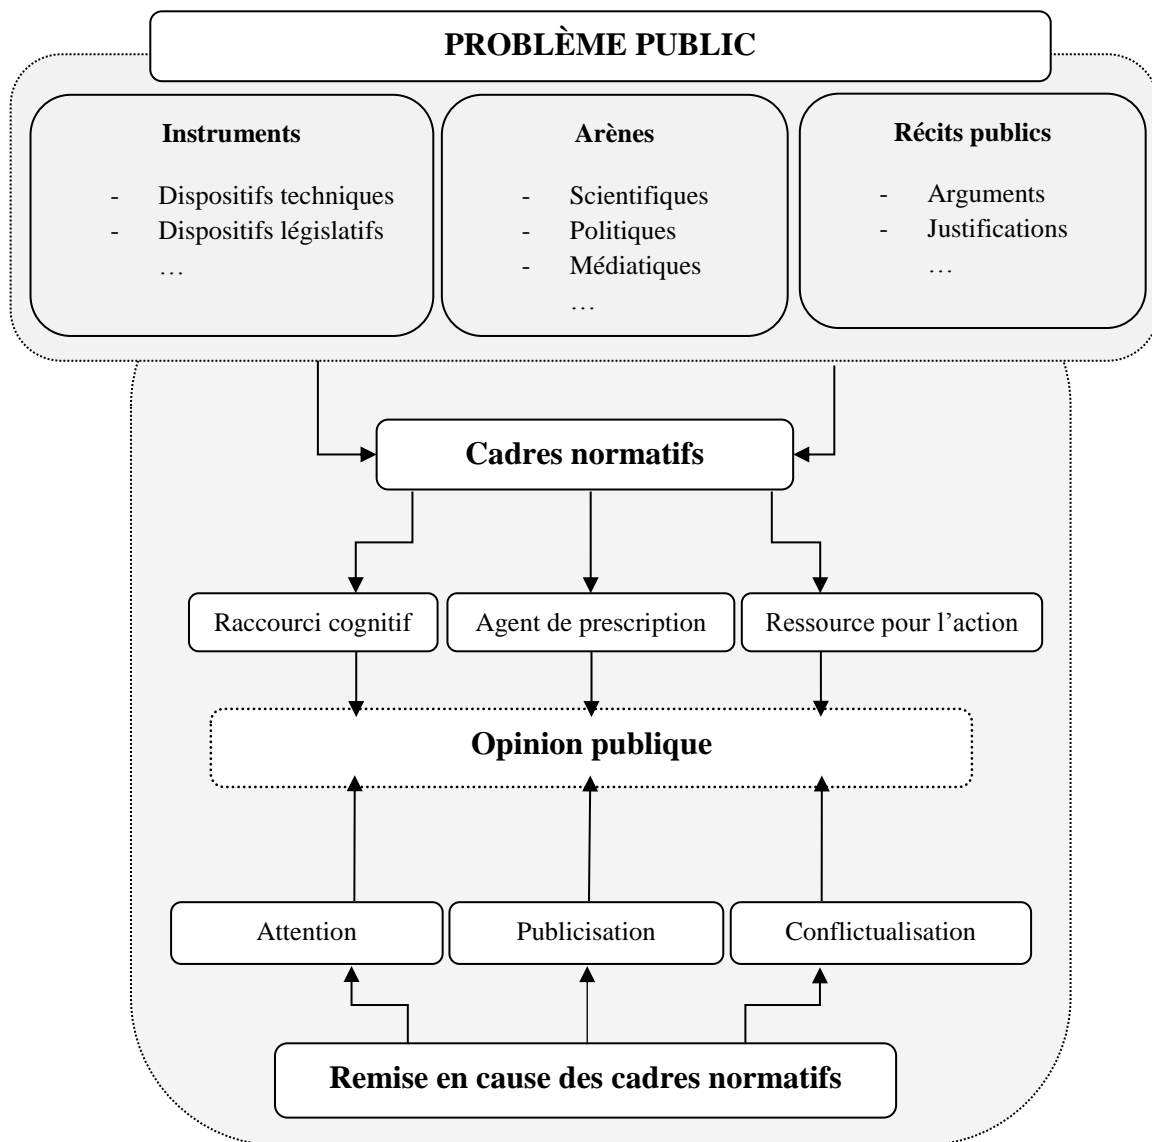 PROBLÈME PUBLIC
Instruments
- Dispositifs techniques
- Dispositifs législatifs
…
Arènes
- Scientifiques
- Politiques
- Médiatiques
…
Récits publics
- Arguments
- Justifications
…
Cadres normatifs
Raccourci cognitif
Agent de prescription
Ressource pour l’action
Opinion publique
Attention
Publicisation
Conflictualisation
Remise en cause des cadres normatifs